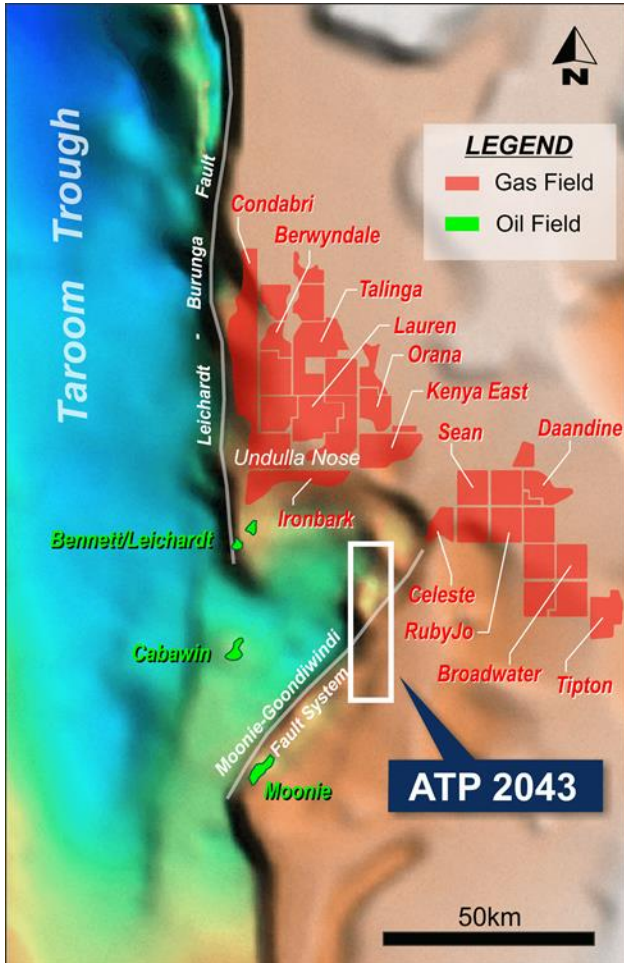 N
LEGEND
Gas Field
Oil Field
Taroom Trough
Leichardt - Burunga Fault
Condabri
Berwyndale
Talinga
Lauren
Orana
Kenya East
Sean
Daandine
Undulla Nose
Ironbark
Bennett/Leichardt
Celeste
RubyJo
Cabawin
Broadwater
Tipton
Moonie-Goondiwindi
Fault System
Moonie
ATP 2043
50km